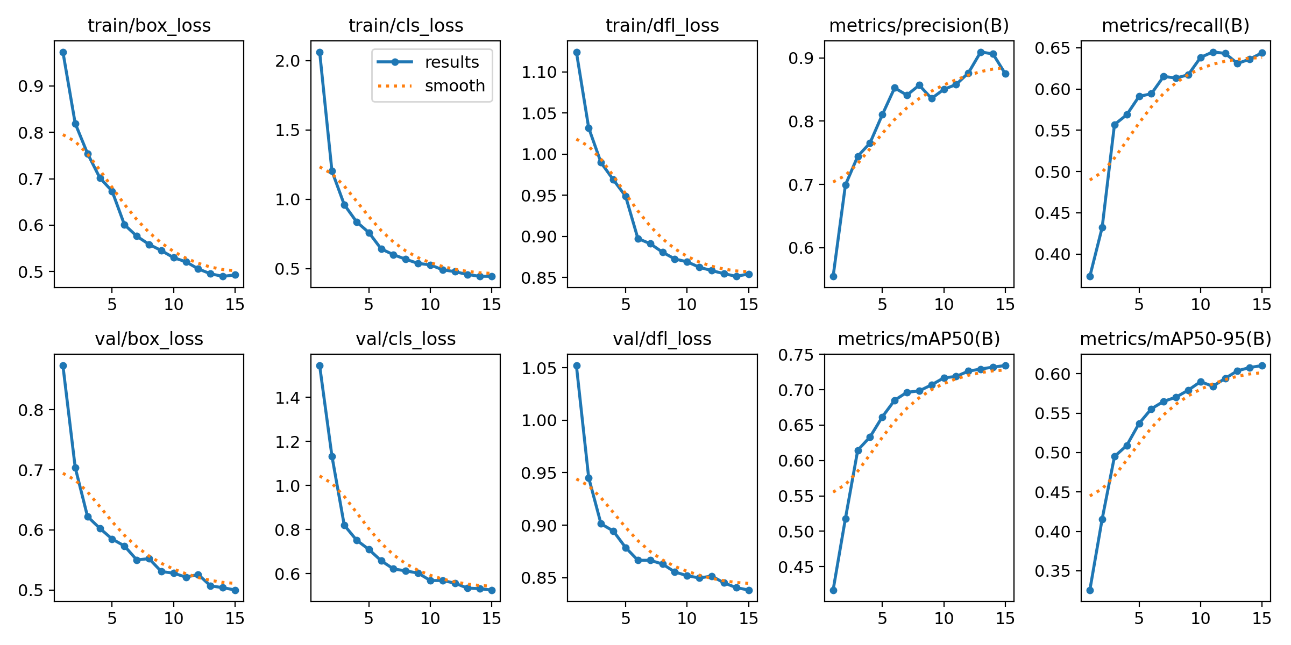 train/box_loss
train/cls_loss
train/dfl_loss
metrics/precision(B)
metrics/recall(B)
results
smooth
0.9
0.8
0.7
0.6
0.5
5 10 15
2.0
1.5
1.0
0.5
5 10 15
1.10
1.05
1.00
0.95
0.90
0.85
5 10 15
0.9
0.8
0.7
0.6
5 10 15
0.65
0.60
0.55
0.50
0.45
0.40
5 10 15
val/box_loss
val/cls_loss
val/dfl_loss
metrics/mAP50(B)
metrics/mAP50-95(B)
0.8
0.7
0.6
0.5
5 10 15
1.4
1.2
1.0
0.8
0.6
5 10 15
1.05
1.00
0.95
0.90
0.85
5 10 15
0.75
0.70
0.65
0.60
0.55
0.50
0.45
5 10 15
0.60
0.55
0.50
0.45
0.40
0.35
5 10 15